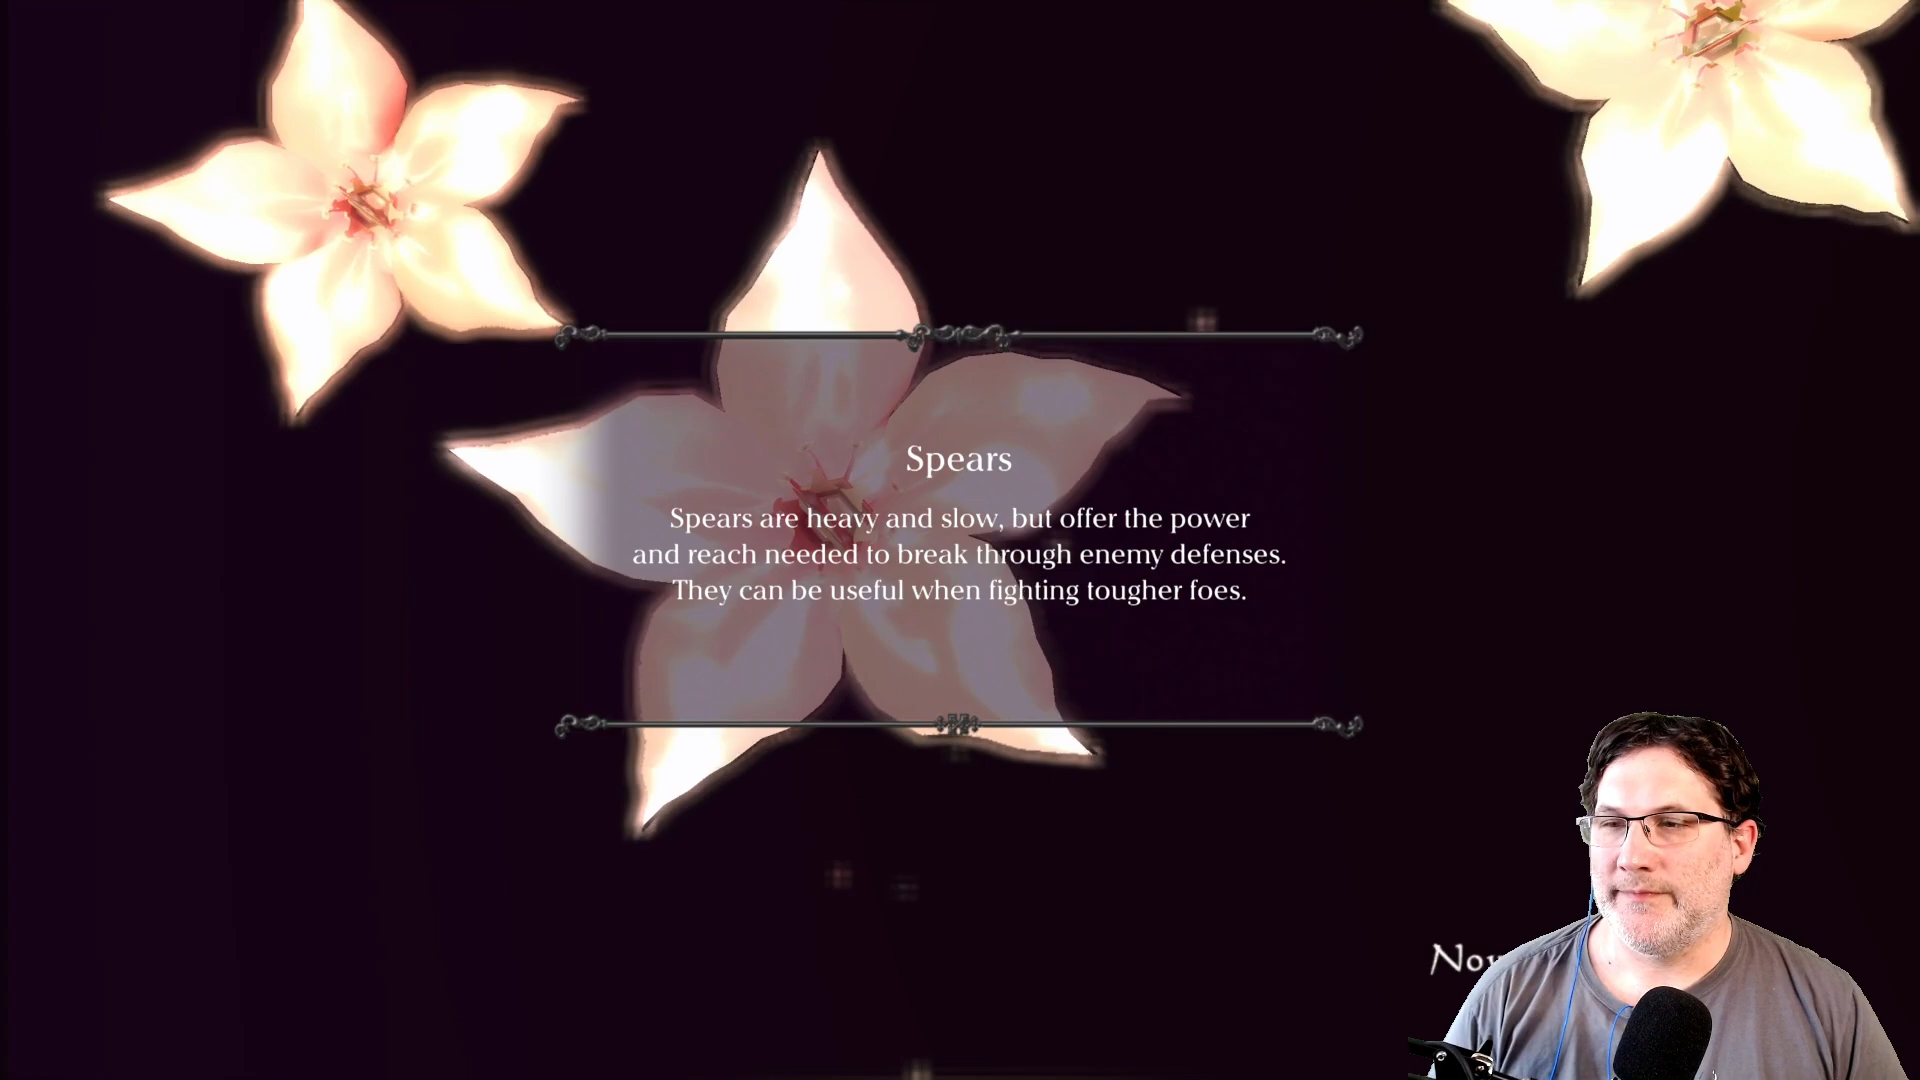 Spears
Spears are heavy and slow, but offer the power
and reach needed to break through enemy defenses.
They can be useful when fighting tougher foes.